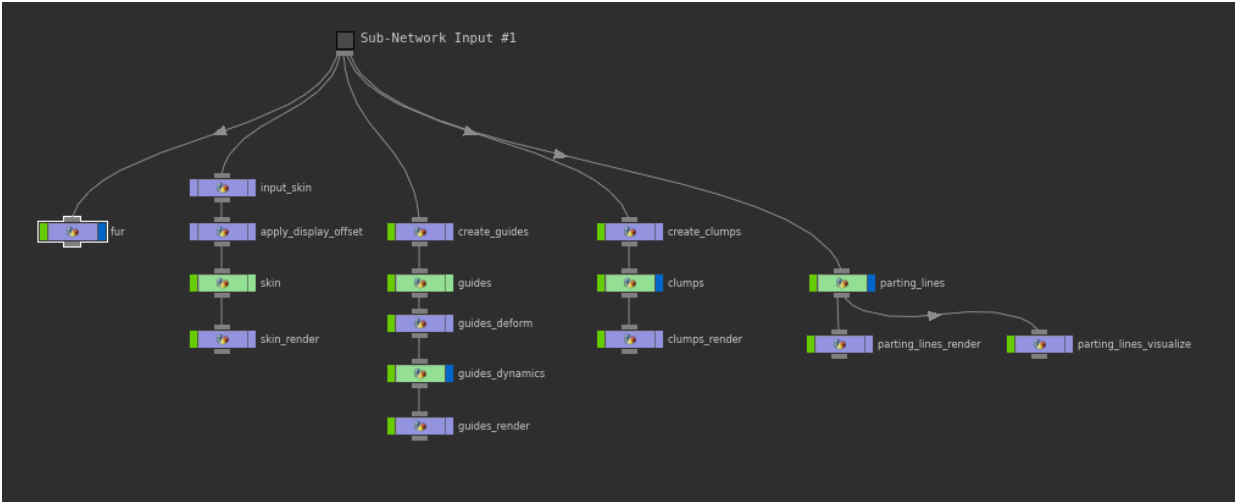 Sub-Network Input #1
input_skin
fur
apply_display_offset
create_guides
create_clumps
skin
guides
clumps
parting_lines
guides_deform
skin_render
clumps_render
parting_lines_render
parting_lines_visualize
guides_dynamics
guides_render